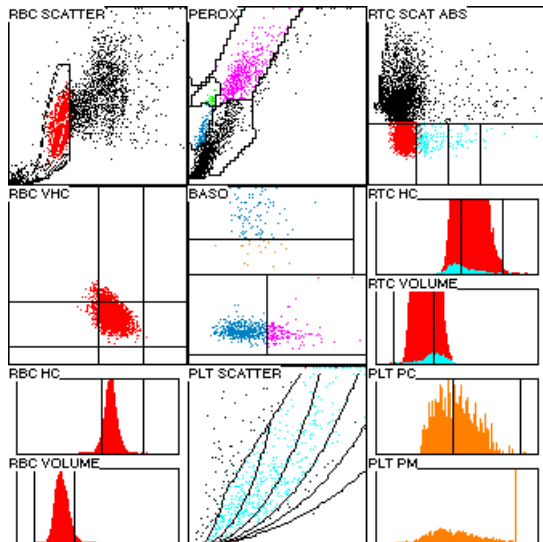 RBC SCATTER
PEROX
RTC SCAT ABS
RBC VHC
BASO
RTC HC
RTC VOLUME
RBC HC
PLT SCATTER
PLT PC
RBC VOLUME
PLT PM